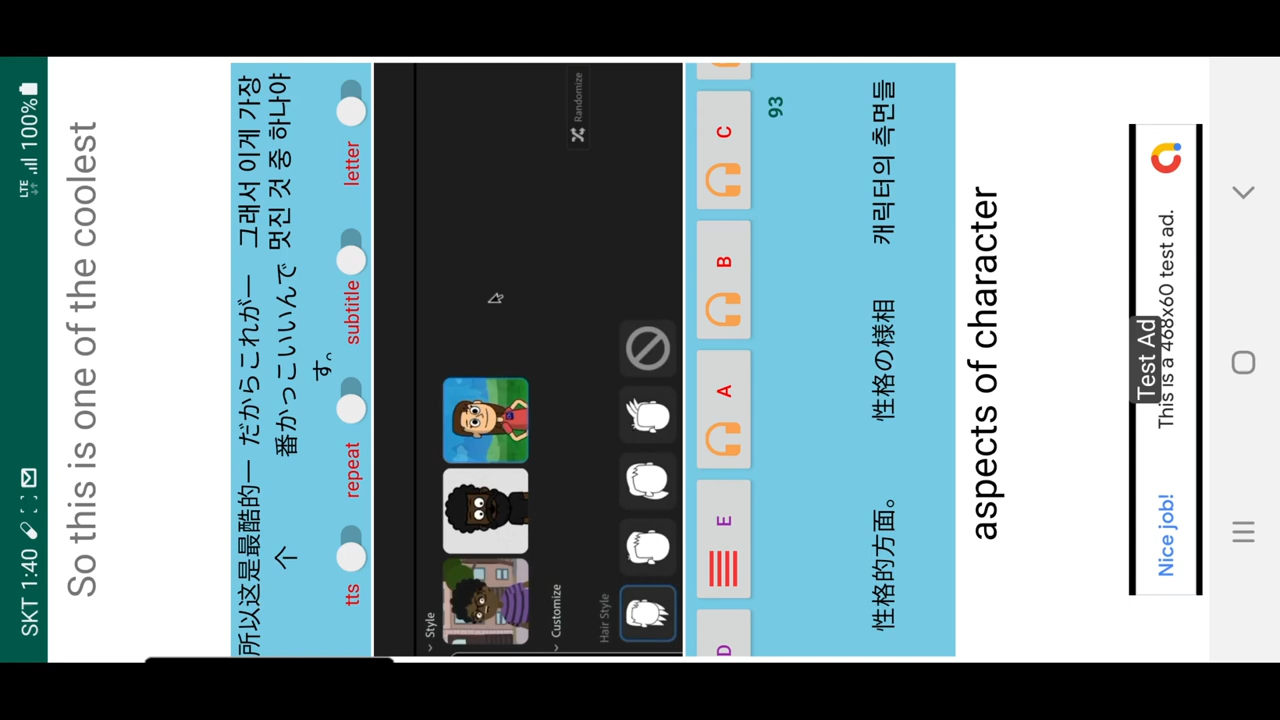 SKT 1:40
LTE
100%
So this is one of the coolest
所以这是最酷的一
个
だからこれが一
番かっこいいんで
す。
그래서 이게 가장
멋진 것 중 하나야
tts
repeat
subtitle
letter
Style
Randomize
Customize
Hair Style
D
E
A
B
C
93
性格的方面。
性格の様相
캐릭터의 측면들
aspects of character
Test Ad
Nice job!
This is a 468x60 test ad.